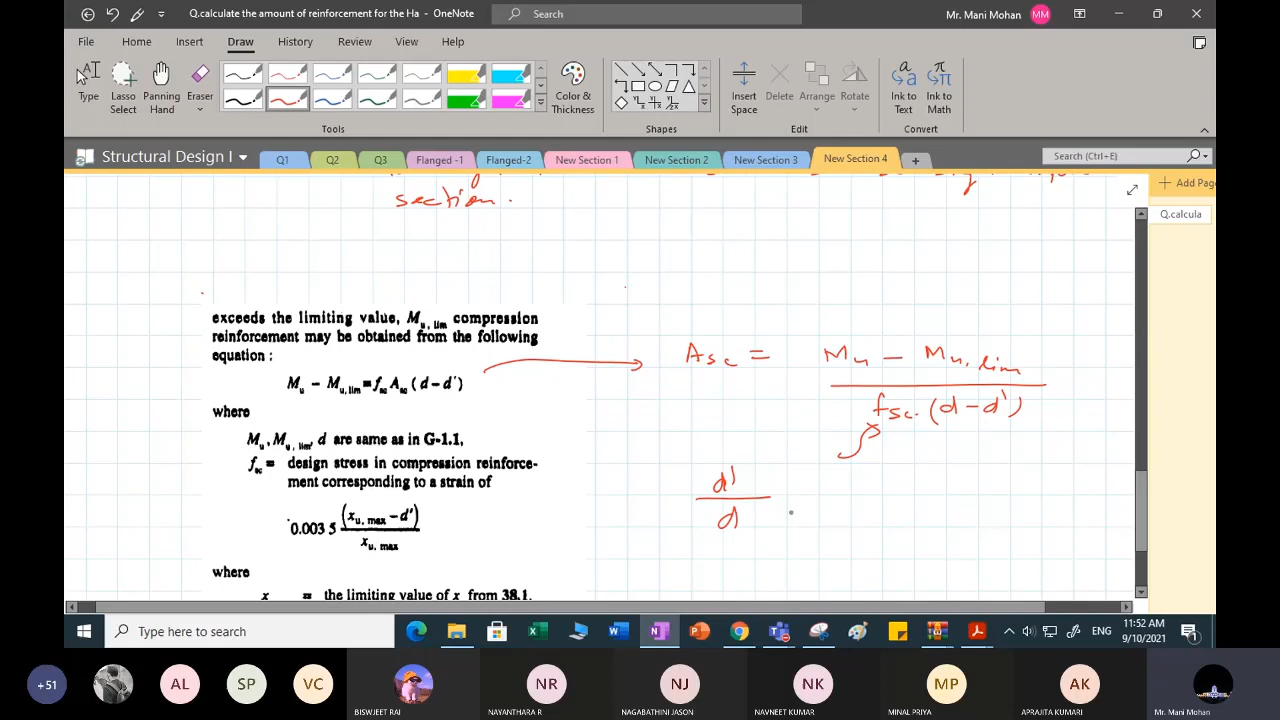 Q.calculate the amount of reinforcement for the Ha - OneNote
Search
Mr. Mani Mohan
MM
File Home Insert Draw History Review View Help
Type
Lasso Select
Panning Hand
Eraser
Color & Thickness
Insert Space
Delete
Arrange
Rotate
Ink to Text
Ink to Math
Tools
Shapes
Edit
Convert
Structural Design I
Q1 Q2 Q3 Flanged -1 Flanged-2 New Section 1 New Section 2 New Section 3 New Section 4
Search (Ctrl+E)
Add Pag
Q.calcula
section.
exceeds the limiting value, Mu, lim compression
reinforcement may be obtained from the following
equation :
Mu – Mu, lim = fsc Asc ( d – d′ )
where
Mu, Mu, lim, d are same as in G-1.1,
fsc = design stress in compression reinforce-
ment corresponding to a strain of
0.003 5 (xu, max – d′)
xu, max
where
x = the limiting value of x from 38.1,
Asc = Mu – Mu, lim
fsc. (d – d')
d'
d
Type here to search
ENG
11:52 AM
9/10/2021
1
+51
AL
SP
VC
BISWJEET RAI
NR
NAYANTHARA R
NJ
NAGABATHINI JASON
NK
NAVNEET KUMAR
MP
MINAL PRIYA
AK
APRAJITA KUMARI
Mr. Mani Mohan